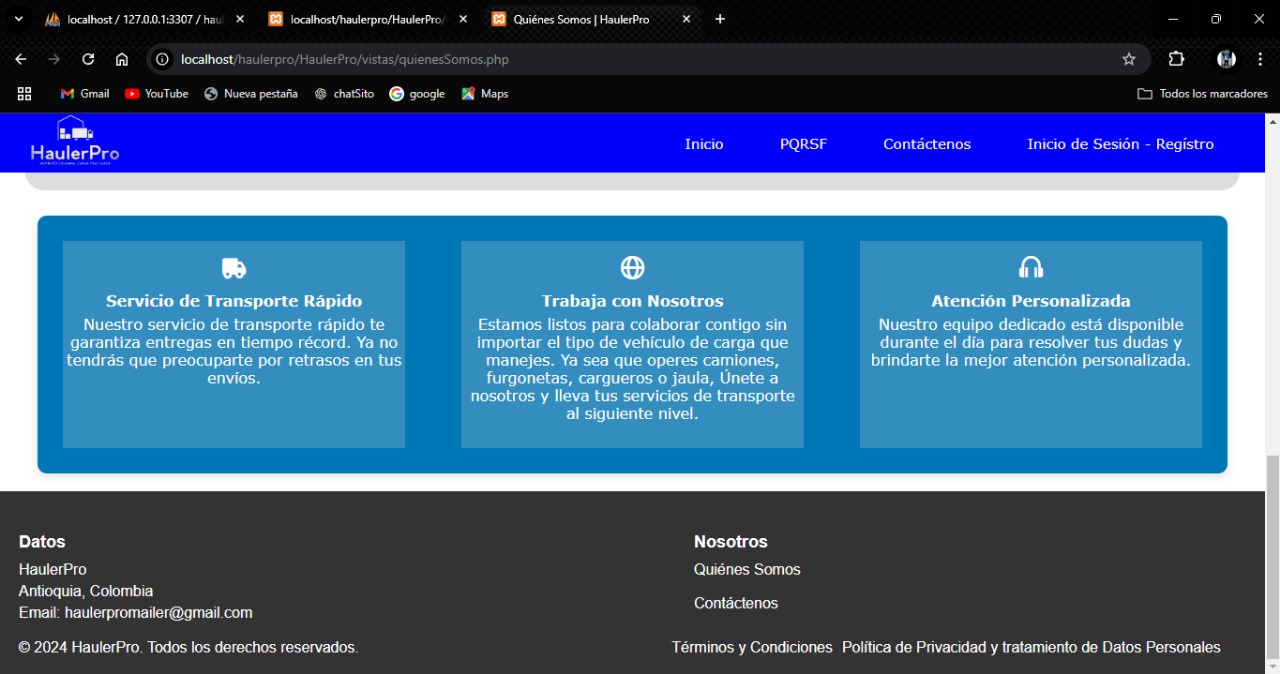 localhost / 127.0.0.1:3307 / haul
localhost/haulerpro/HaulerPro/
Quiénes Somos | HaulerPro
localhost/haulerpro/HaulerPro/vistas/quienesSomos.php
Gmail
YouTube
Nueva pestaña
chatSito
google
Maps
Todos los marcadores
HaulerPro
Inicio
PQRSF
Contáctenos
Inicio de Sesión - Regístro
Servicio de Transporte Rápido
Nuestro servicio de transporte rápido te
garantiza entregas en tiempo récord. Ya no
tendrás que preocuparte por retrasos en tus
envíos.
Trabaja con Nosotros
Estamos listos para colaborar contigo sin
importar el tipo de vehículo de carga que
manejes. Ya sea que operes camiones,
furgonetas, cargueros o jaula, Únete a
nosotros y lleva tus servicios de transporte
al siguiente nivel.
Atención Personalizada
Nuestro equipo dedicado está disponible
durante el día para resolver tus dudas y
brindarte la mejor atención personalizada.
Datos
HaulerPro
Antioquia, Colombia
Email: haulerpromailer@gmail.com
Nosotros
Quiénes Somos
Contáctenos
© 2024 HaulerPro. Todos los derechos reservados.
Términos y Condiciones Política de Privacidad y tratamiento de Datos Personales